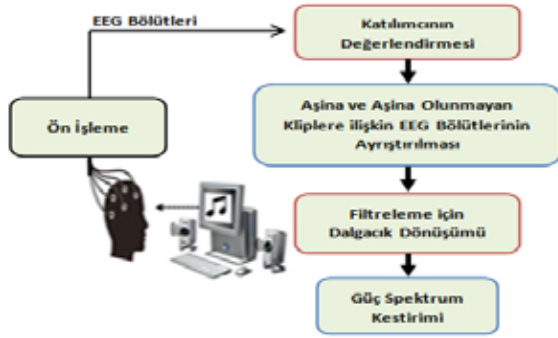 EEG Bölütleri
Katılımcının
Değerlendirmesi
Ön İşleme
Aşina ve Aşina Olunmayan
Kliplere ilişkin EEG Bölütlerinin
Ayrıştırılması
Filtreleme için
Dalgacık Dönüşümü
Güç Spektrum
Kestirimi